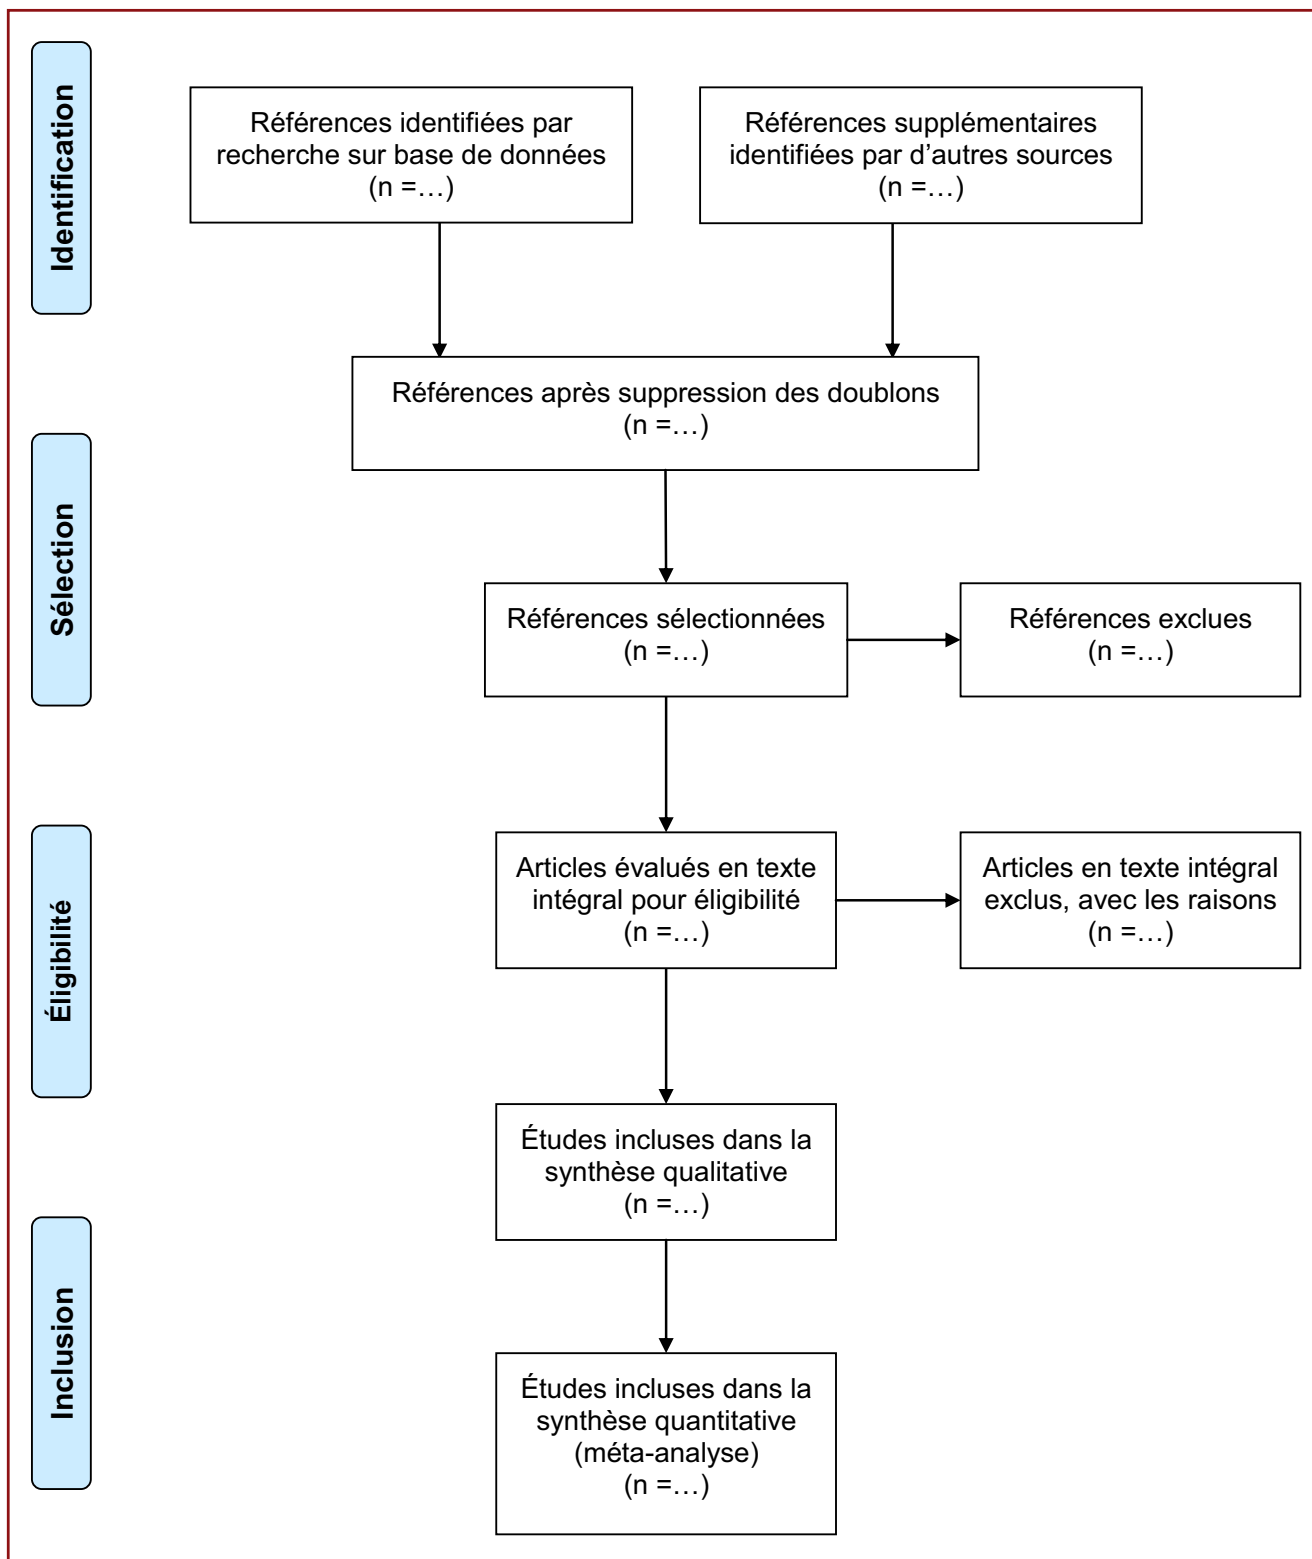 Identification
Références identifiées par
recherche sur base de données
(n =…)
Références supplémentaires
identifiées par d’autres sources
(n =…)
Références après suppression des doublons
(n =…)
Sélection
Références sélectionnées
(n =…)
Références exclues
(n =…)
Éligibilité
Articles évalués en texte
intégral pour éligibilité
(n =…)
Articles en texte intégral
exclus, avec les raisons
(n =…)
Études incluses dans la
synthèse qualitative
(n =…)
Inclusion
Études incluses dans la
synthèse quantitative
(méta-analyse)
(n =…)